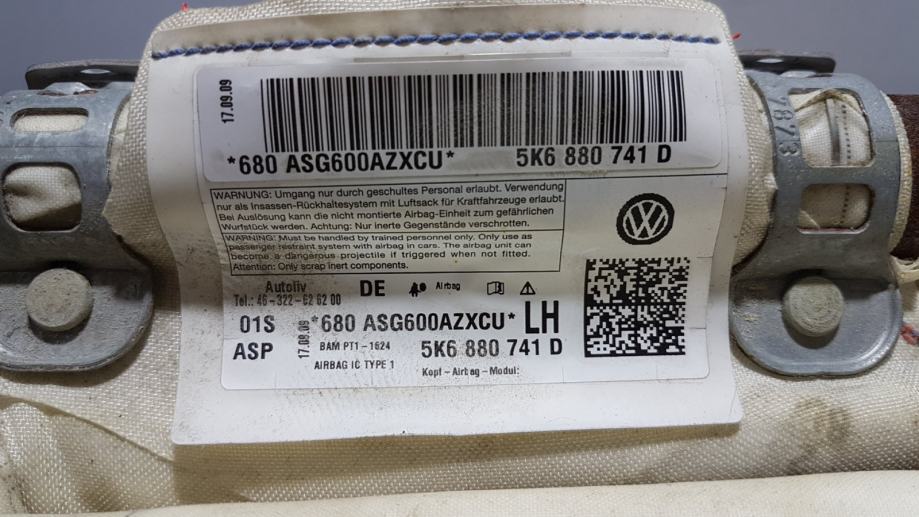 17.09.09
*680 ASG600AZXCU* 5K6 880 741 D
WARNUNG: Umgang nur durch geschultes Personal erlaubt. Verwendung
nur als Insassen-Rückhaltesystem mit Luftsack für Kraftfahrzeuge erlaubt.
Bei Auslösung kann die nicht montierte Airbag-Einheit zum gefährlichen
Wurfstück werden. Achtung: Nur inerte Gegenstände verschrotten.
WARNING: Must be handled by trained personnel only. Only use as
passenger restraint system with airbag in cars. The airbag unit can
become a dangerous projectile if triggered when not fitted.
Attention: Only scrap inert components.
VW
Autoliv DE Airbag
Tel.: 46-322-626200
01S 17.08.09 *680 ASG600AZXCU* LH
ASP BAM PT1-1624 5K6 880 741 D
AIRBAG IC TYPE 1 Kopf-Airbag-Modul:
7873